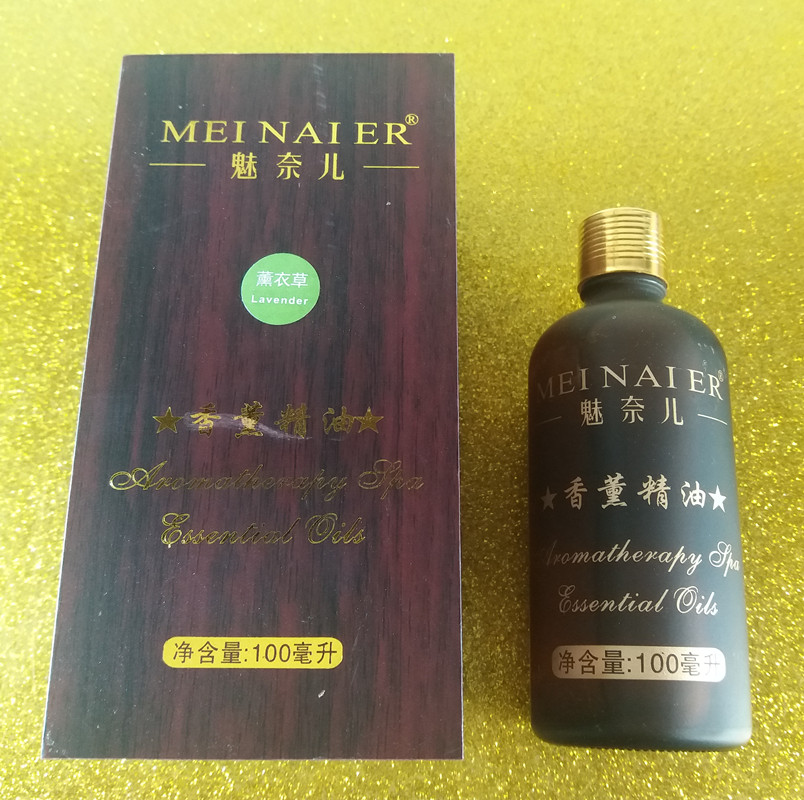 MEI NAI ER®
魅奈儿
薰衣草
Lavender
★香薰精油★
Aromatherapy Spa
Essential Oils
净含量:100毫升
MEI NAI ER®
魅奈儿
★香薰精油★
Aromatherapy Spa
Essential Oils
净含量:100毫升